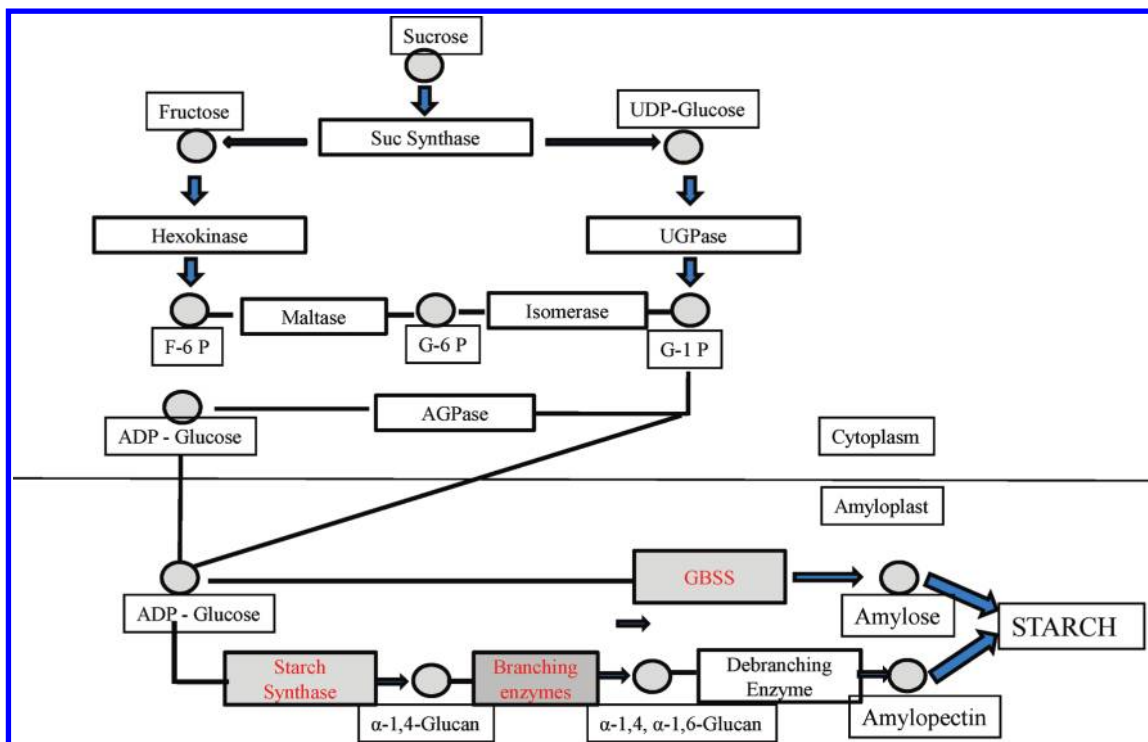 Sucrose
Fructose
UDP-Glucose
Suc Synthase
Hexokinase
UGPase
Maltase
Isomerase
F-6 P
G-6 P
G-1 P
AGPase
ADP - Glucose
Cytoplasm
Amyloplast
GBSS
ADP - Glucose
Amylose
STARCH
Starch
Synthase
Branching
enzymes
Debranching
Enzyme
α-1,4-Glucan
α-1,4, α-1,6-Glucan
Amylopectin